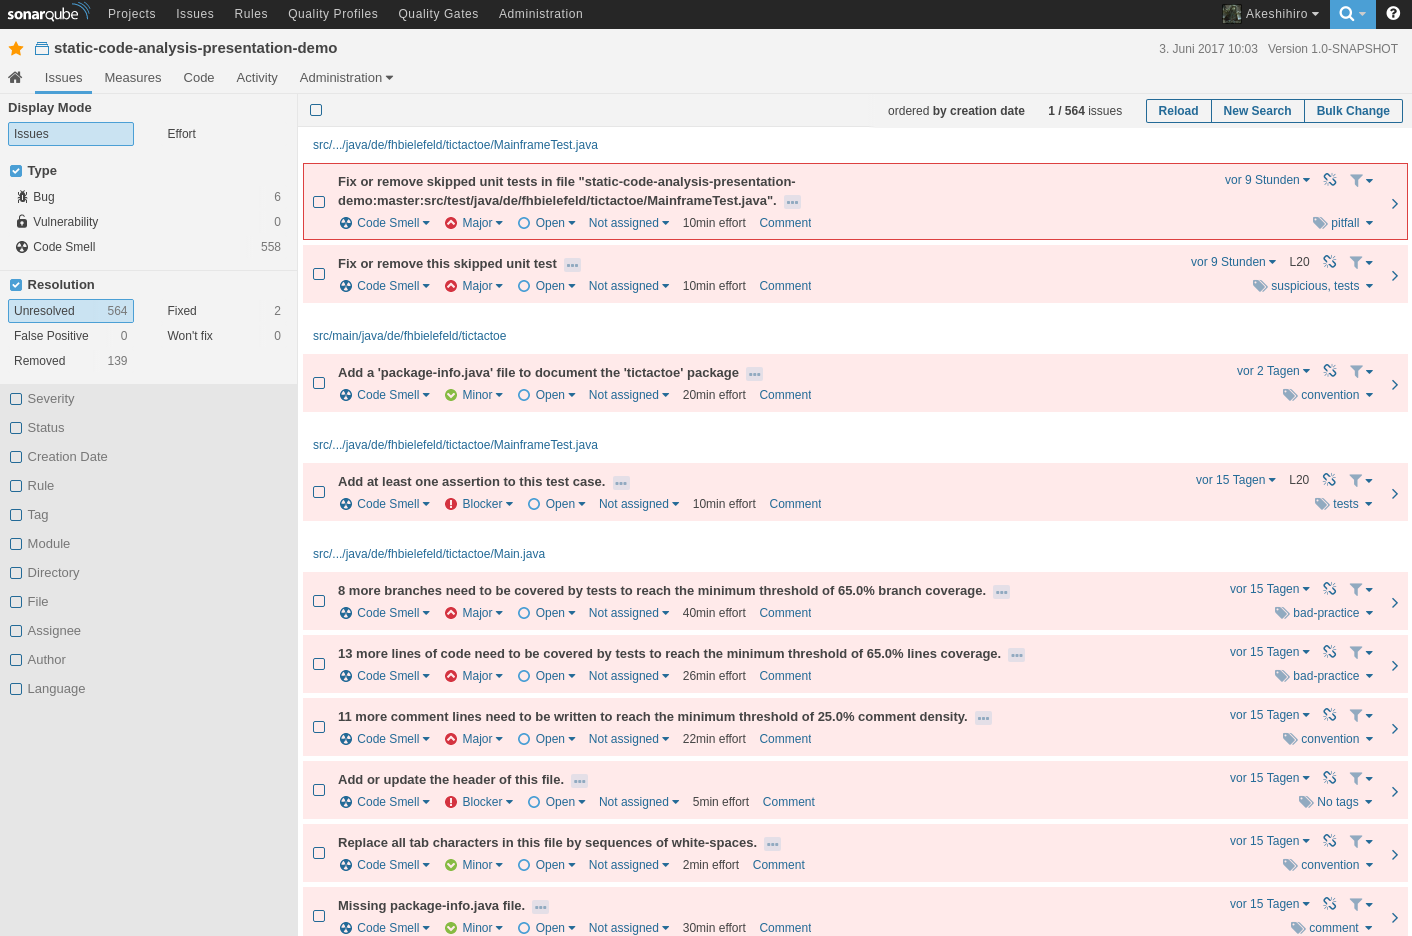 sonarqube Projects Issues Rules Quality Profiles Quality Gates Administration Akeshihiro
static-code-analysis-presentation-demo 3. Juni 2017 10:03 Version 1.0-SNAPSHOT
Issues Measures Code Activity Administration
Display Mode
Issues Effort
Type
Bug 6
Vulnerability 0
Code Smell 558
Resolution
Unresolved 564 Fixed 2
False Positive 0 Won't fix 0
Removed 139
Severity
Status
Creation Date
Rule
Tag
Module
Directory
File
Assignee
Author
Language
ordered by creation date 1 / 564 issues Reload New Search Bulk Change
src/.../java/de/fhbielefeld/tictactoe/MainframeTest.java
Fix or remove skipped unit tests in file "static-code-analysis-presentation- vor 9 Stunden
demo:master:src/test/java/de/fhbielefeld/tictactoe/MainframeTest.java".
Code Smell Major Open Not assigned 10min effort Comment pitfall
Fix or remove this skipped unit test vor 9 Stunden L20
Code Smell Major Open Not assigned 10min effort Comment suspicious, tests
src/main/java/de/fhbielefeld/tictactoe
Add a 'package-info.java' file to document the 'tictactoe' package vor 2 Tagen
Code Smell Minor Open Not assigned 20min effort Comment convention
src/.../java/de/fhbielefeld/tictactoe/MainframeTest.java
Add at least one assertion to this test case. vor 15 Tagen L20
Code Smell Blocker Open Not assigned 10min effort Comment tests
src/.../java/de/fhbielefeld/tictactoe/Main.java
8 more branches need to be covered by tests to reach the minimum threshold of 65.0% branch coverage. vor 15 Tagen
Code Smell Major Open Not assigned 40min effort Comment bad-practice
13 more lines of code need to be covered by tests to reach the minimum threshold of 65.0% lines coverage. vor 15 Tagen
Code Smell Major Open Not assigned 26min effort Comment bad-practice
11 more comment lines need to be written to reach the minimum threshold of 25.0% comment density. vor 15 Tagen
Code Smell Major Open Not assigned 22min effort Comment convention
Add or update the header of this file. vor 15 Tagen
Code Smell Blocker Open Not assigned 5min effort Comment No tags
Replace all tab characters in this file by sequences of white-spaces. vor 15 Tagen
Code Smell Minor Open Not assigned 2min effort Comment convention
Missing package-info.java file. vor 15 Tagen
Code Smell Minor Open Not assigned 30min effort Comment comment